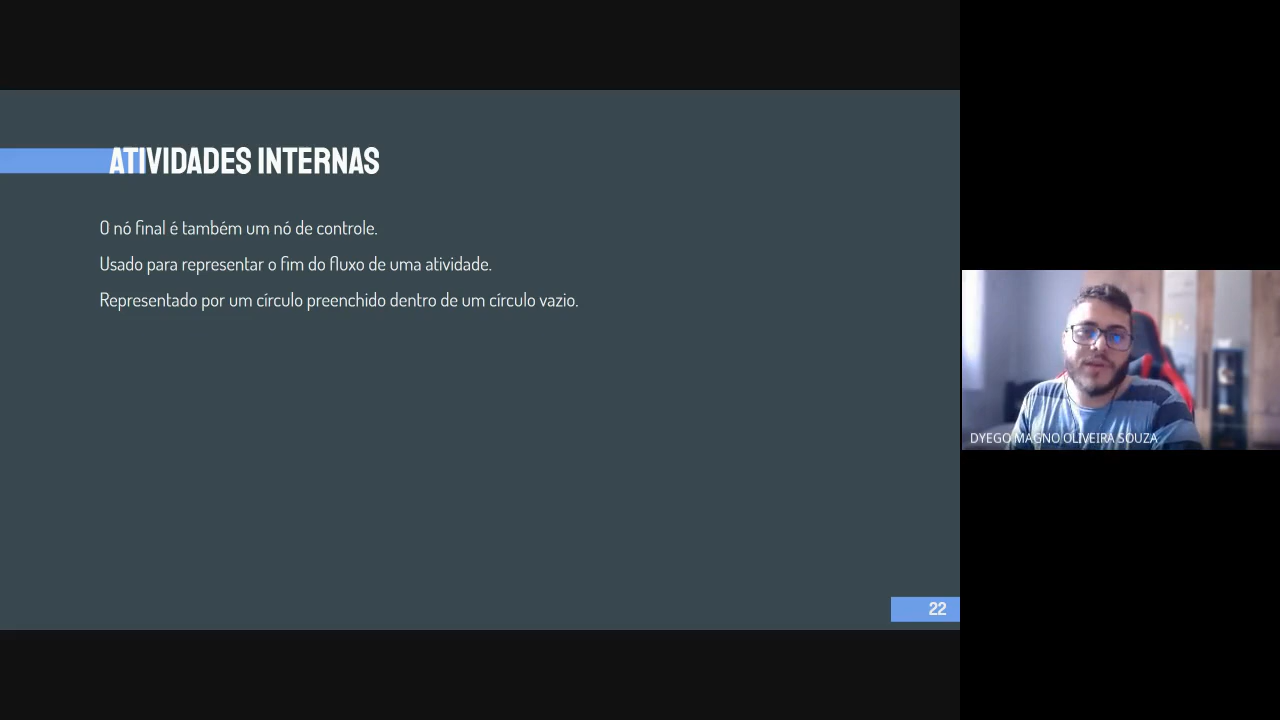 ATIVIDADES INTERNAS
O nó final é também um nó de controle.
Usado para representar o fim do fluxo de uma atividade.
Representado por um círculo preenchido dentro de um círculo vazio.
DYEGO MAGNO OLIVEIRA SOUZA
22